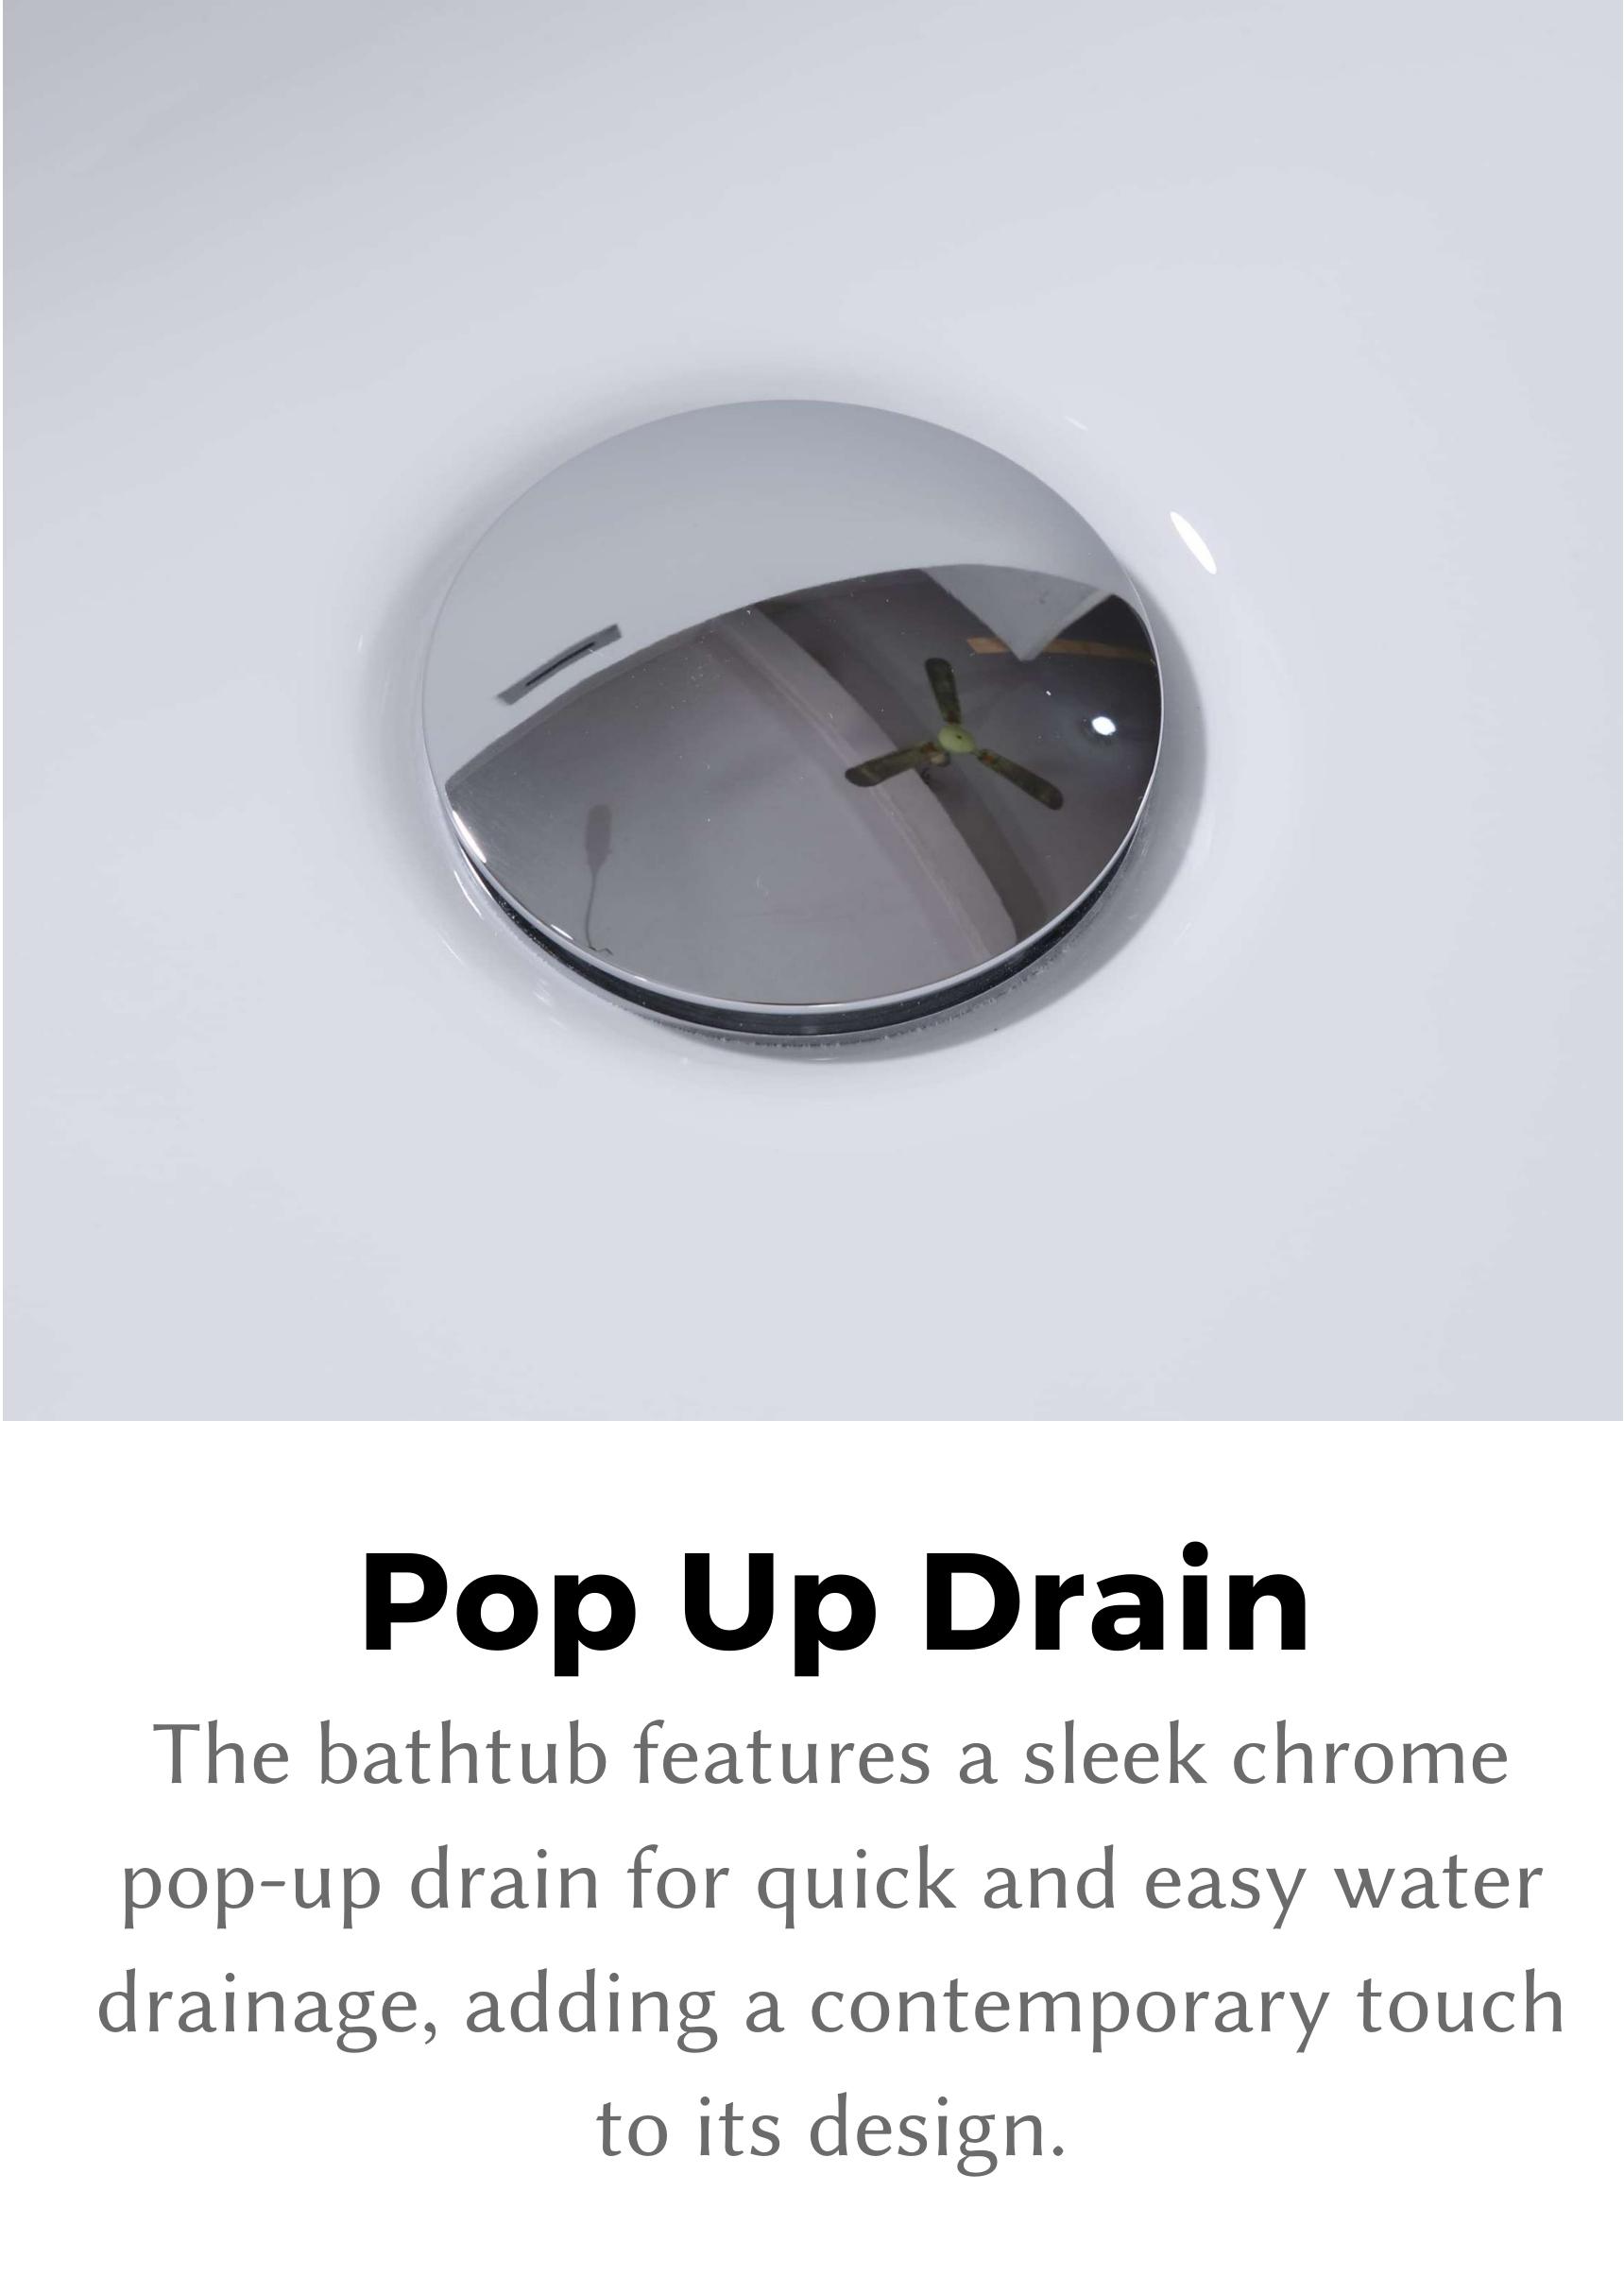 Pop Up Drain
The bathtub features a sleek chrome
pop-up drain for quick and easy water
drainage, adding a contemporary touch
to its design.